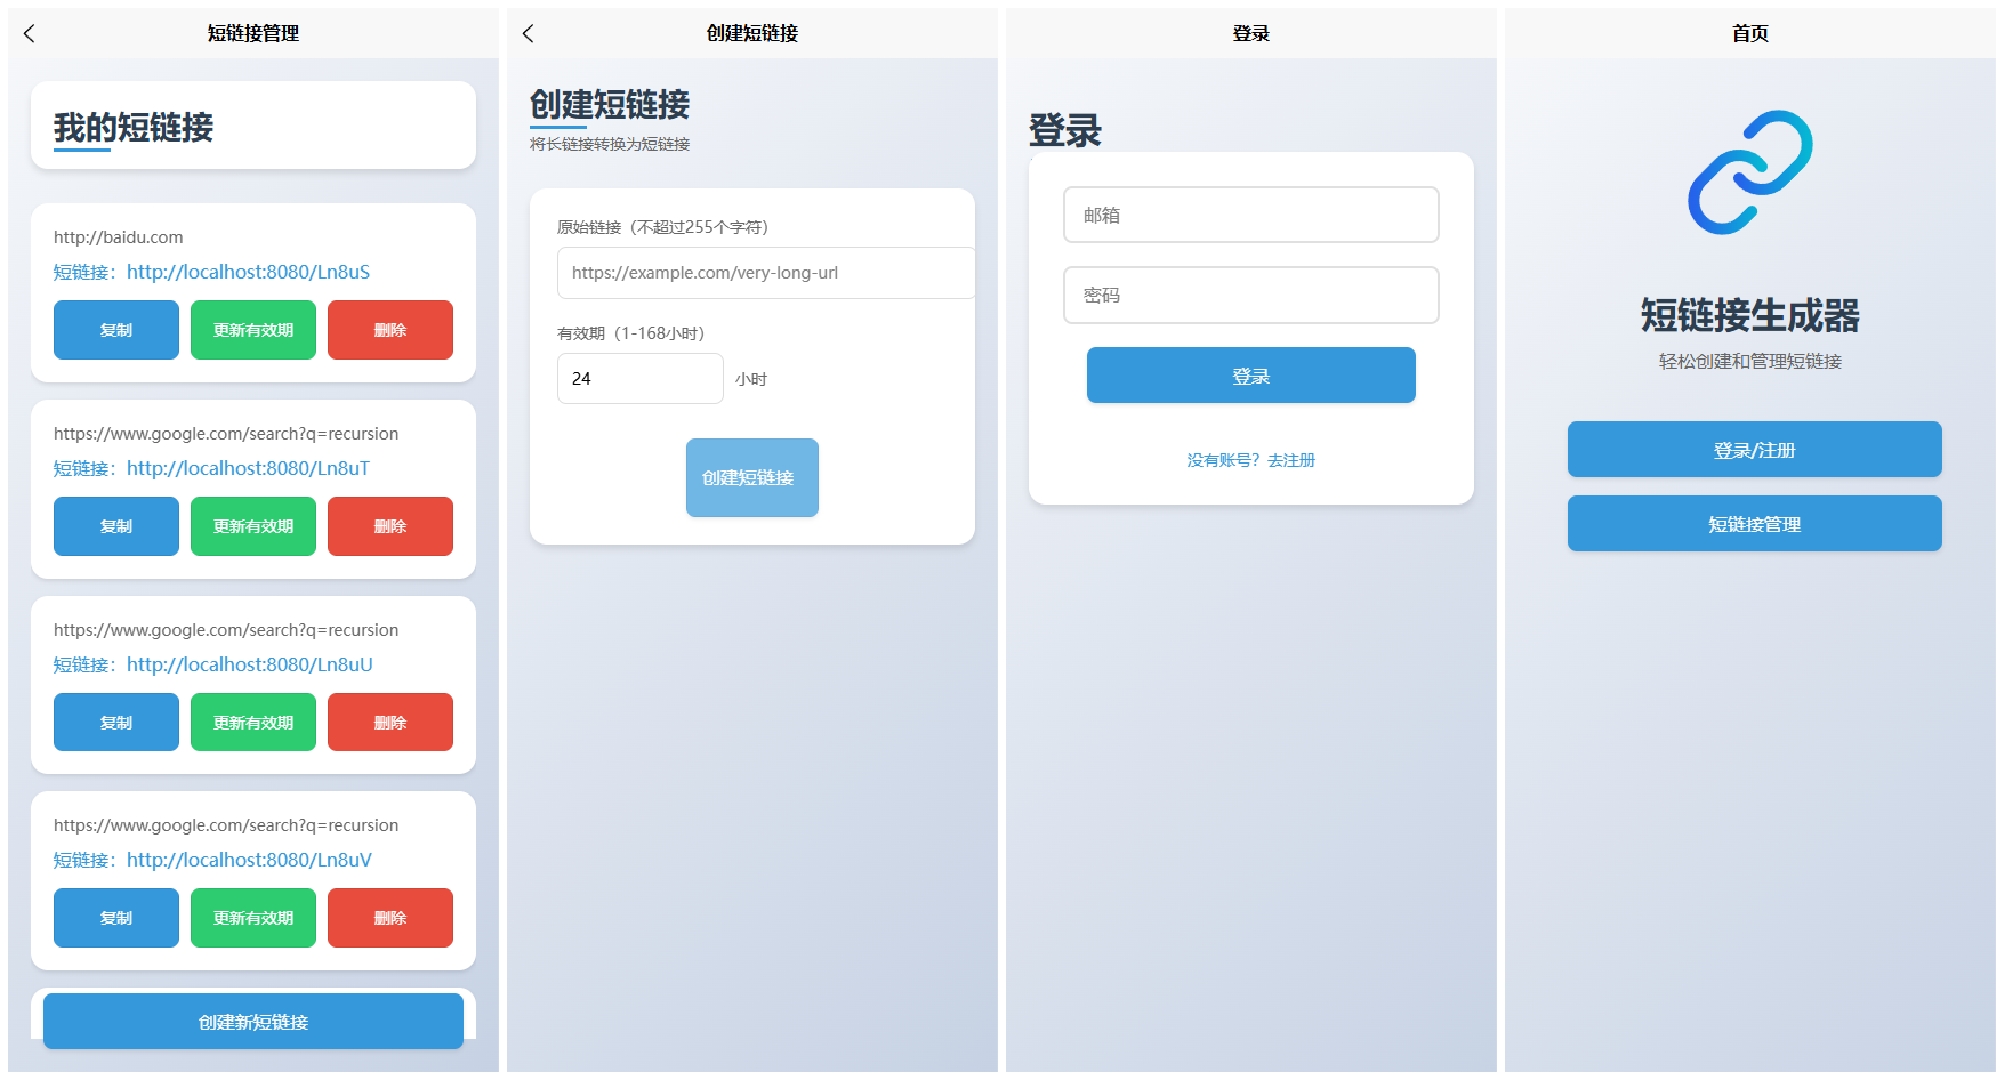 短链接管理
我的短链接
http://baidu.com
短链接：http://localhost:8080/Ln8uS
复制
更新有效期
删除
https://www.google.com/search?q=recursion
短链接：http://localhost:8080/Ln8uT
复制
更新有效期
删除
https://www.google.com/search?q=recursion
短链接：http://localhost:8080/Ln8uU
复制
更新有效期
删除
https://www.google.com/search?q=recursion
短链接：http://localhost:8080/Ln8uV
复制
更新有效期
删除
创建新短链接
创建短链接
创建短链接
将长链接转换为短链接
原始链接（不超过255个字符）
https://example.com/very-long-url
有效期（1-168小时）
24 小时
创建短链接
登录
登录
邮箱
密码
登录
没有账号？去注册
首页
短链接生成器
轻松创建和管理短链接
登录/注册
短链接管理